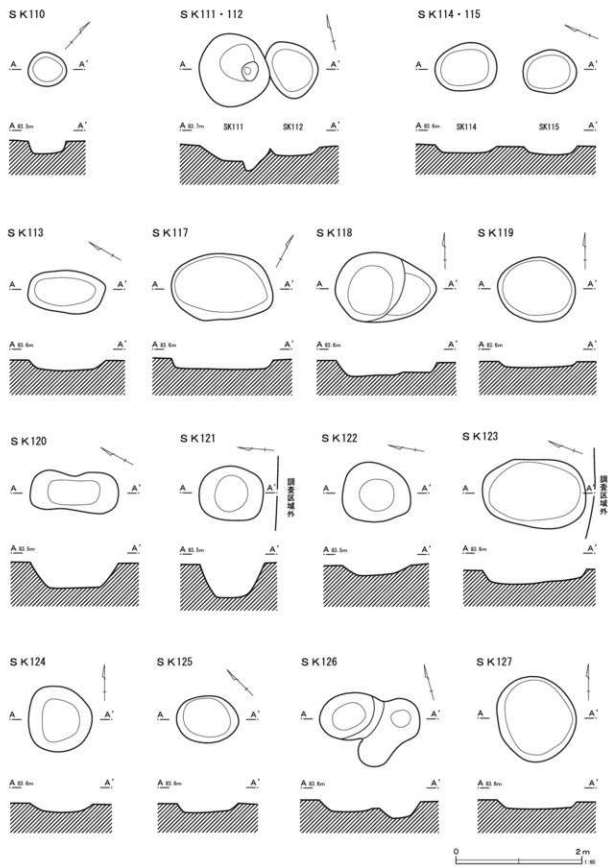 SK110
A A'
A 83.5m A'
SK111・112
A A'
A 83.7m SK111 SK112 A'
SK114・115
A A'
A 83.6m SK114 SK115 A'
SK113
A A'
A 83.6m A'
SK117
A A'
A 83.6m A'
SK118
A A'
A 83.6m A'
SK119
A A'
A 83.6m A'
SK120
A A'
A 83.5m A'
SK121
A A'
調査区域外
A 83.5m A'
SK122
A A'
A 83.5m A'
SK123
A A'
調査区域外
A 83.6m A'
SK124
A A'
A 83.6m A'
SK125
A A'
A 83.6m A'
SK126
A A'
A 83.6m A'
SK127
A A'
A 83.6m A'
0 2m
1:60